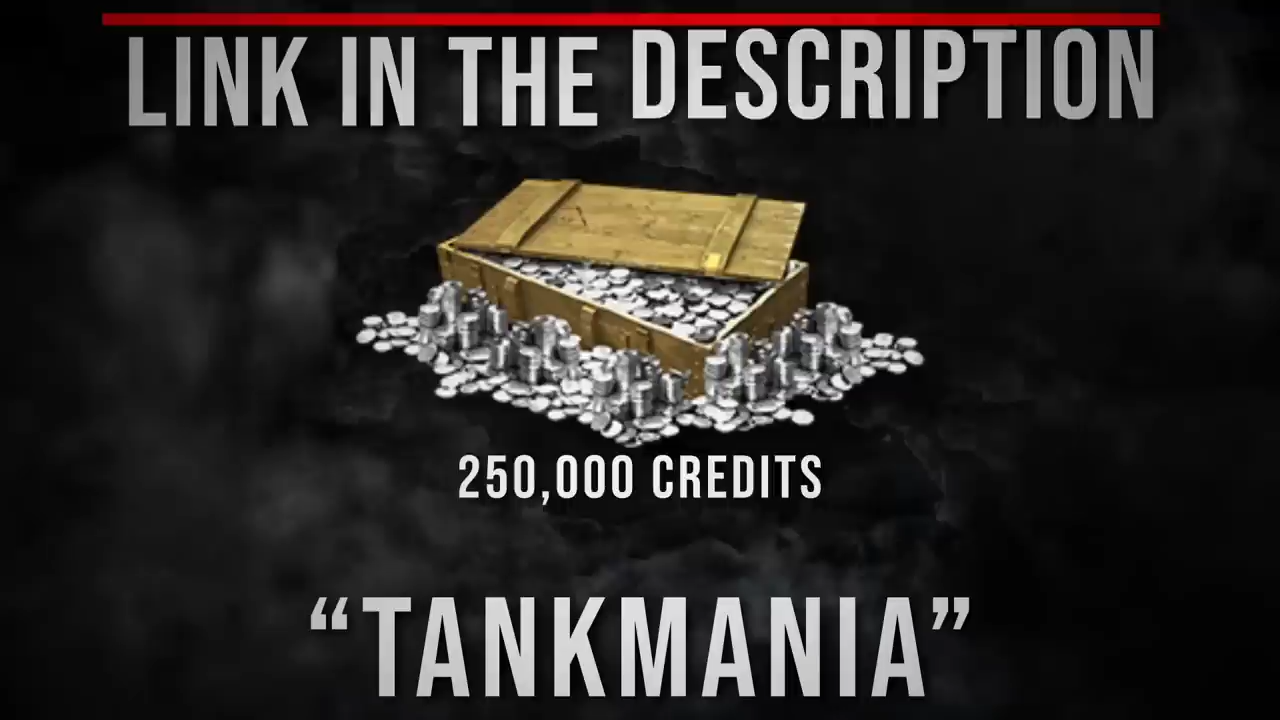 LINK IN THE DESCRIPTION
250,000 CREDITS
“TANKMANIA”